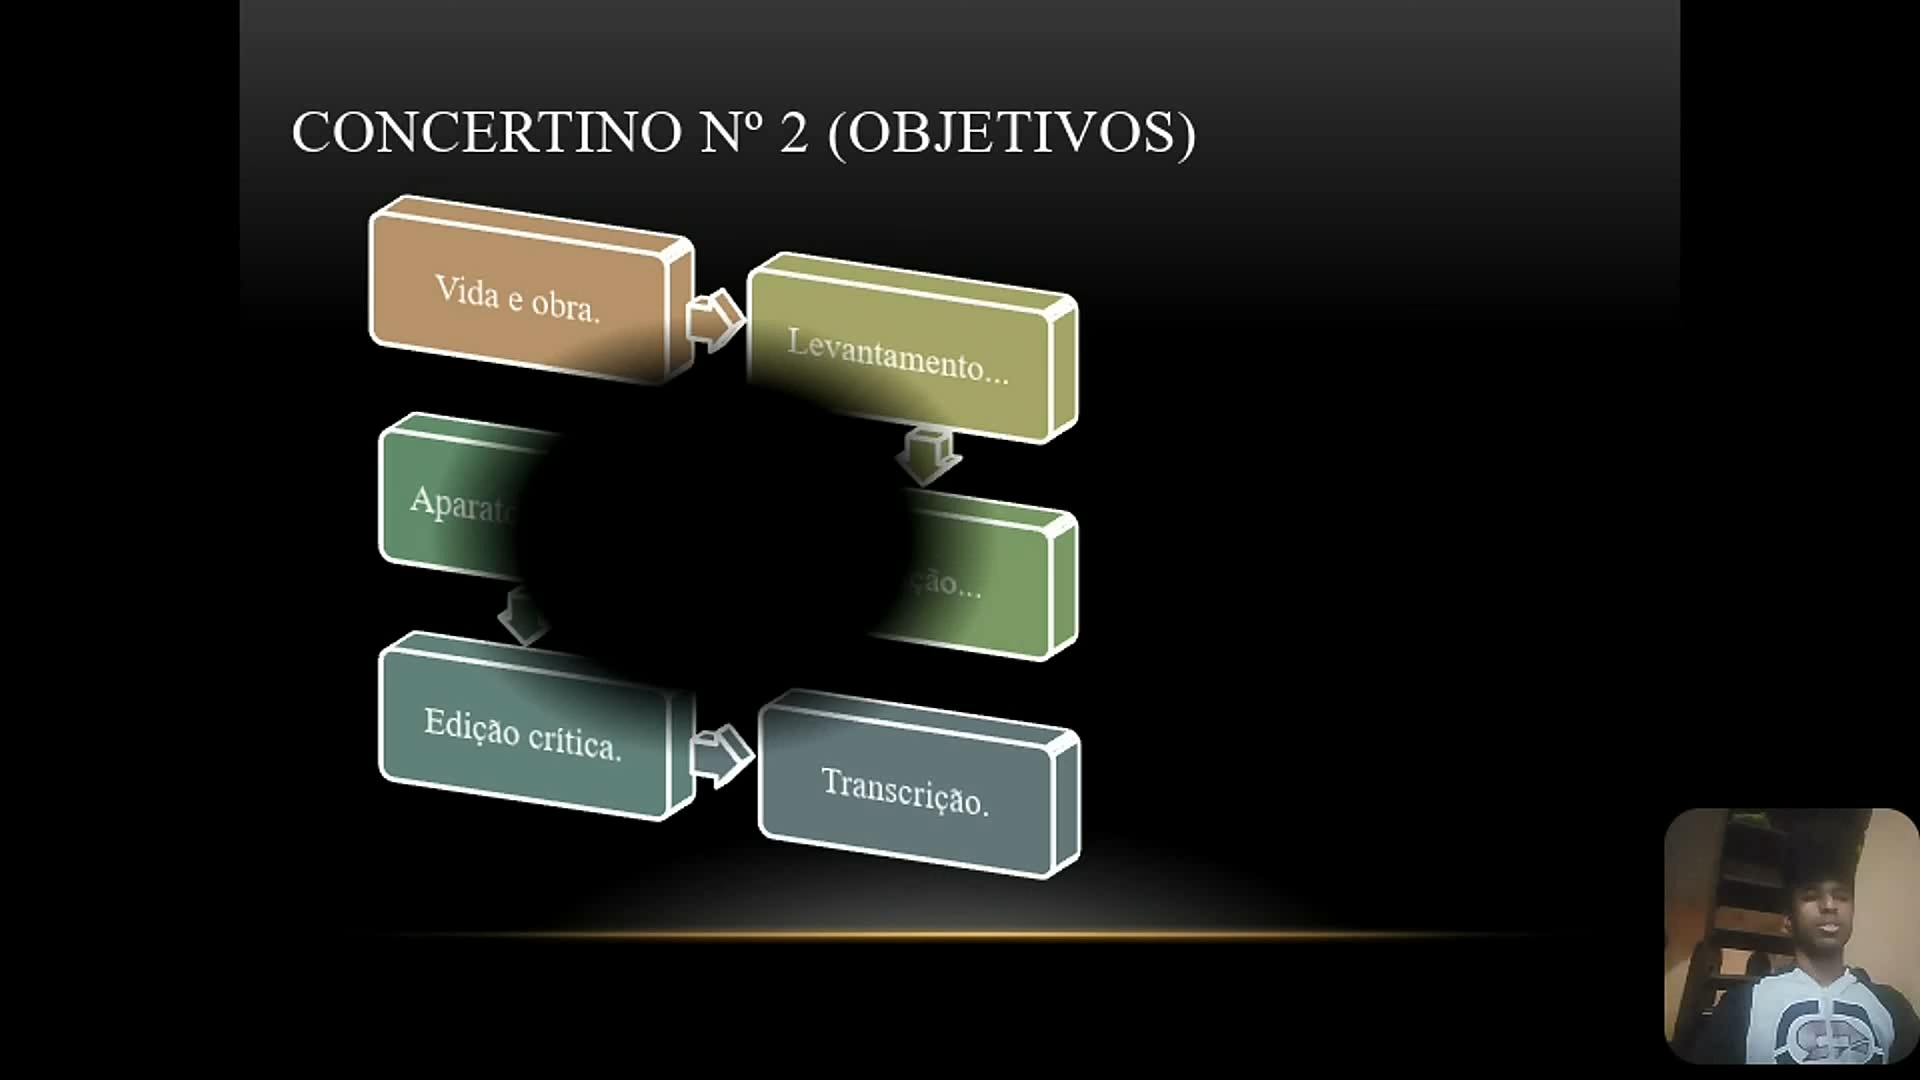 CONCERTINO Nº 2 (OBJETIVOS)
Vida e obra.
Levantamento...
Edição crítica.
Transcrição.